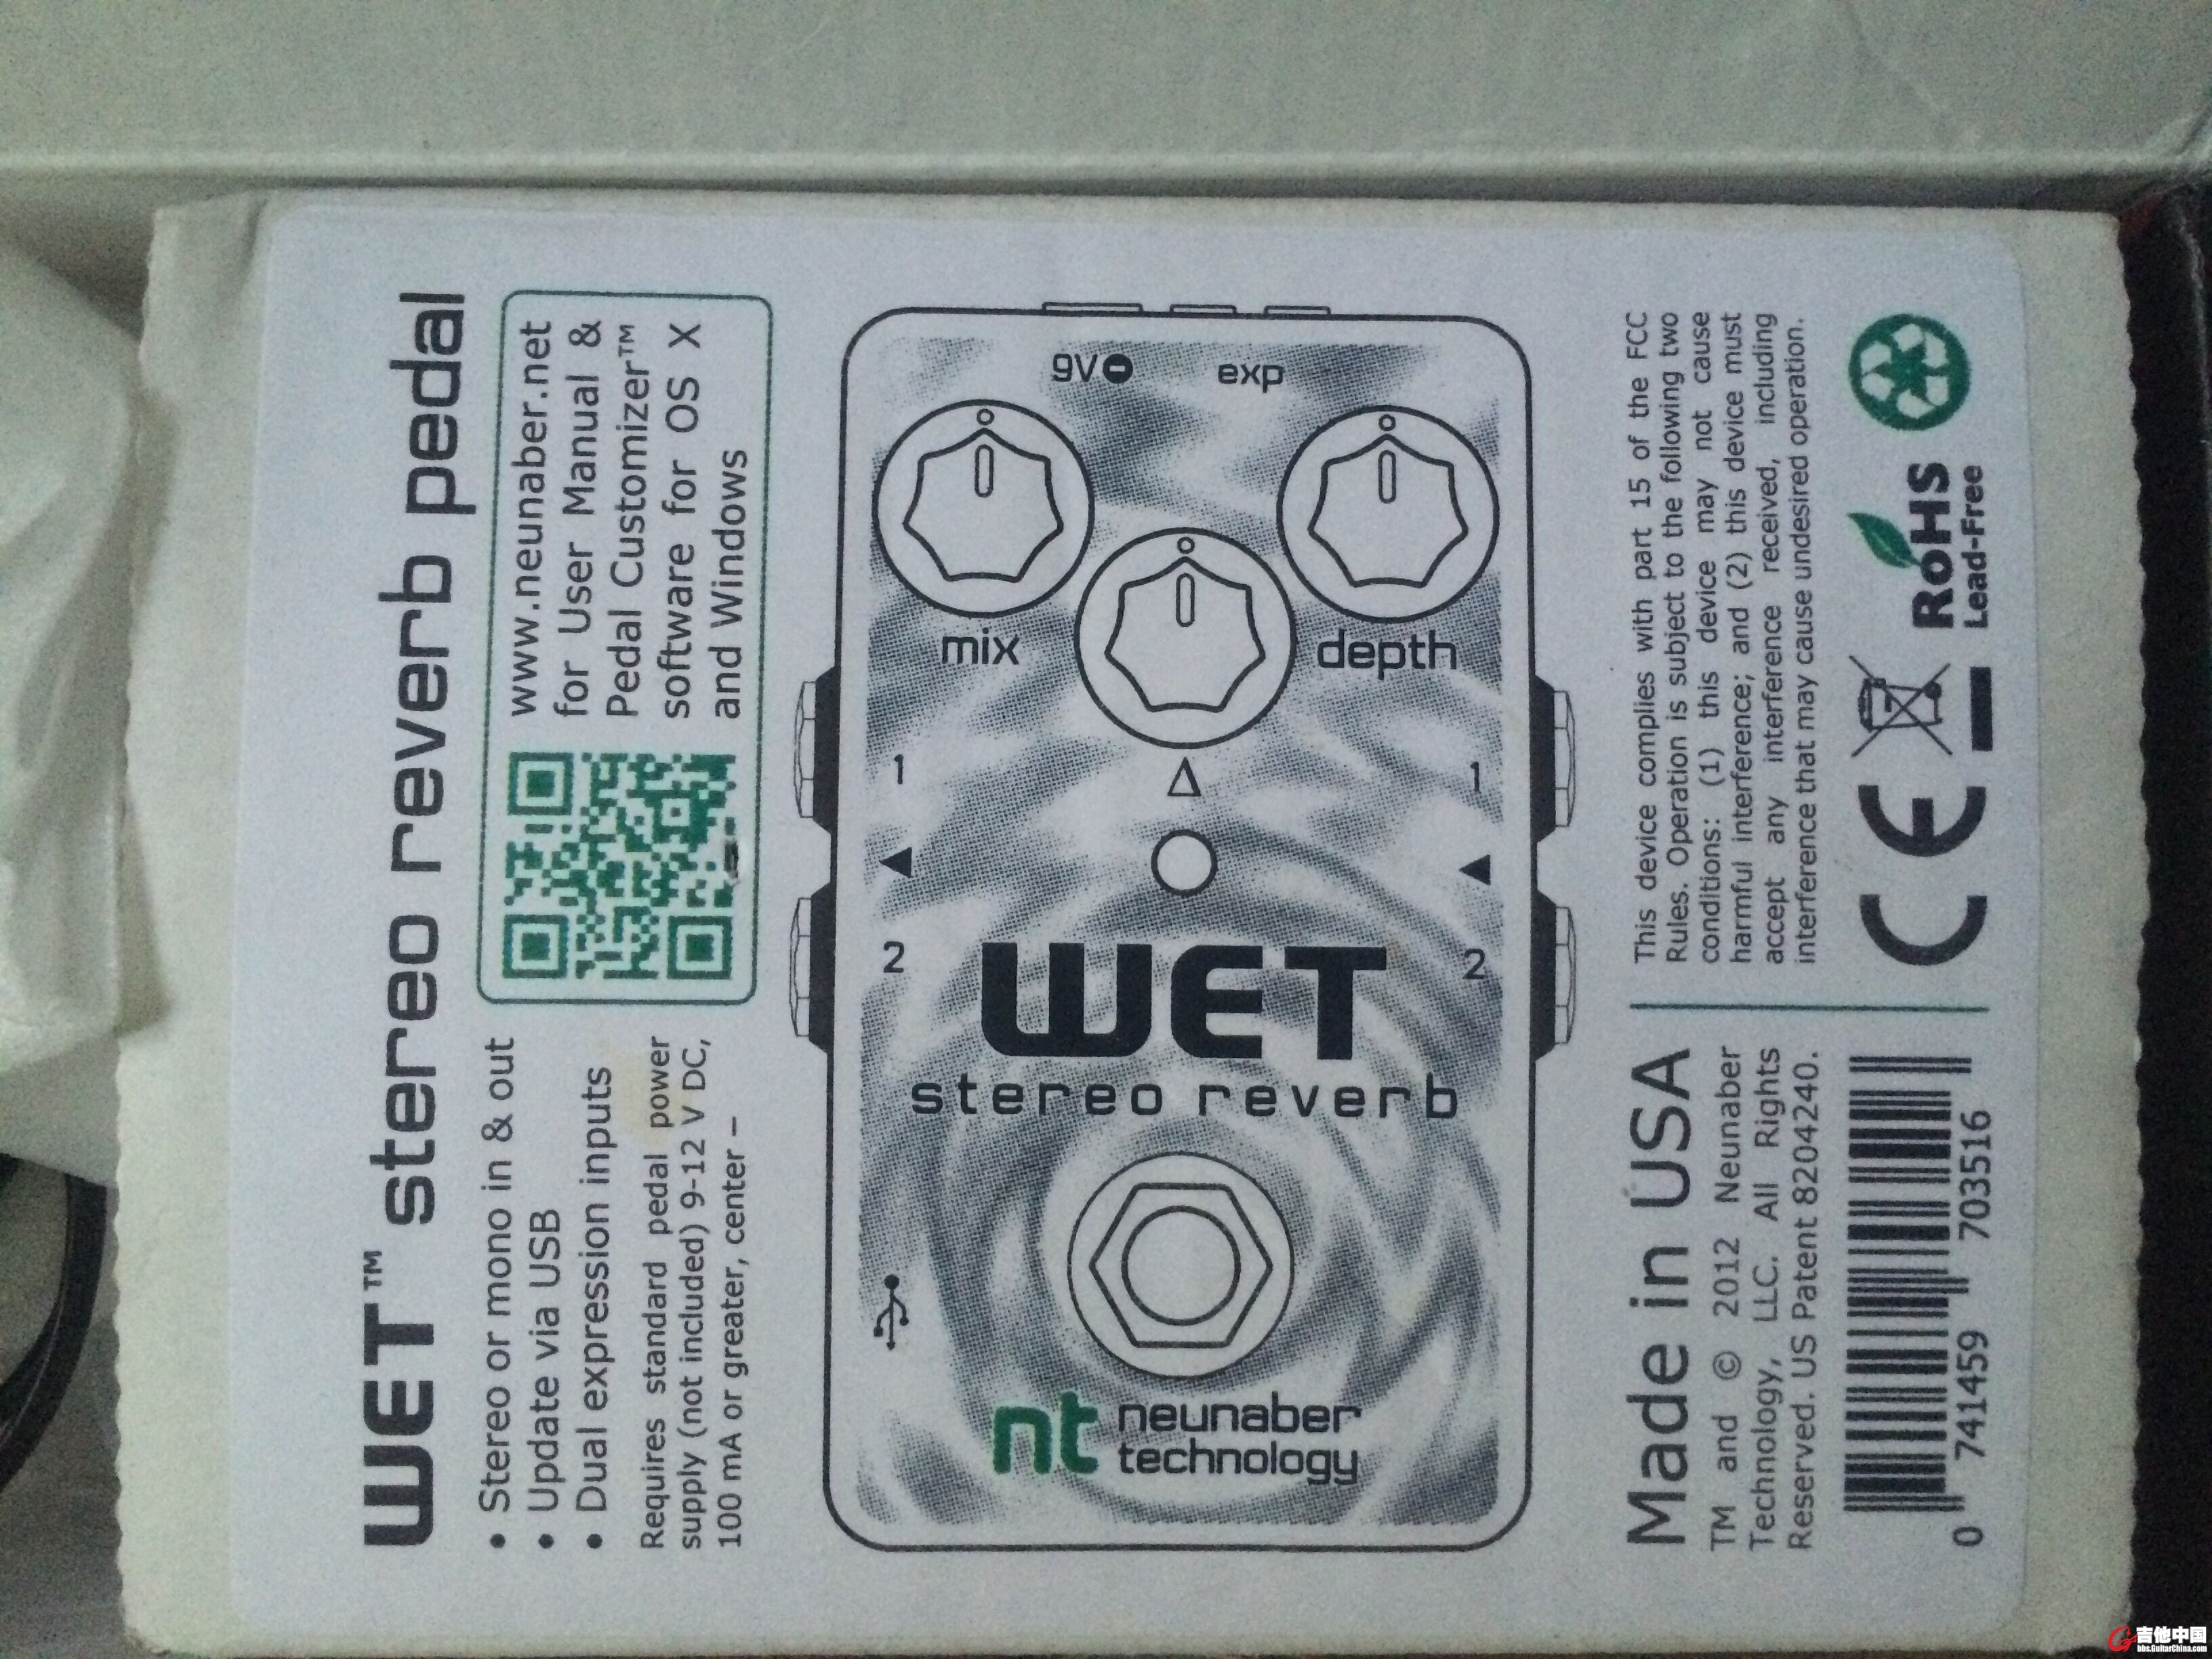 WET™ stereo reverb pedal
• Stereo or mono in & out
• Update via USB
• Dual expression inputs
Requires standard pedal power
supply (not included) 9-12 V DC,
100 mA or greater, center –
www.neunaber.net
for User Manual &
Pedal Customizer™
software for OS X
and Windows
mix
9V
exp
depth
1
2
1
2
WET
stereo reverb
nt neunaber
technology
Made in USA
TM and © 2012 Neunaber
Technology, LLC. All Rights
Reserved. US Patent 8204240.
0 741459 703516
This device complies with part 15 of the FCC
Rules. Operation is subject to the following two
conditions: (1) this device may not cause
harmful interference; and (2) this device must
accept any interference received, including
interference that may cause undesired operation.
CE
RoHS
Lead-Free
吉他中国
bbs.GuitarChina.com